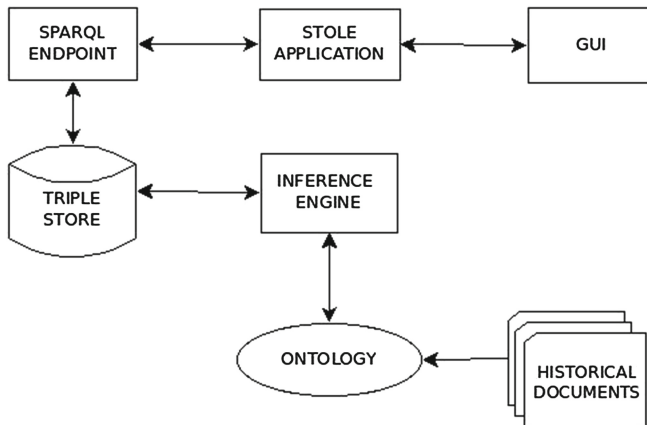 SPARQL
ENDPOINT
STOLE
APPLICATION
GUI
TRIPLE
STORE
INFERENCE
ENGINE
ONTOLOGY
HISTORICAL
DOCUMENTS